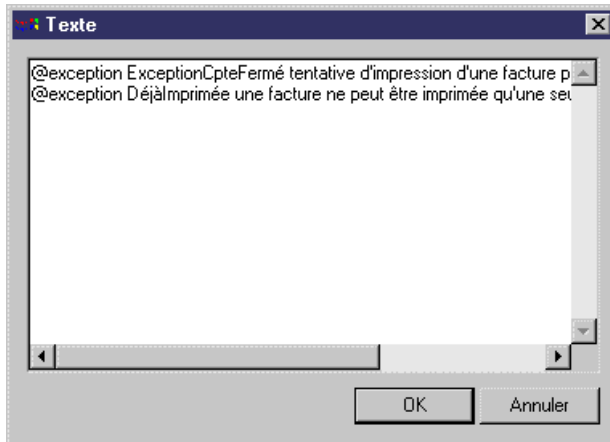 Texte
@exception ExceptionCpteFermé tentative d'impression d'une facture p
@exception DéjàImprimée une facture ne peut être imprimée qu'une seu
OK
Annuler